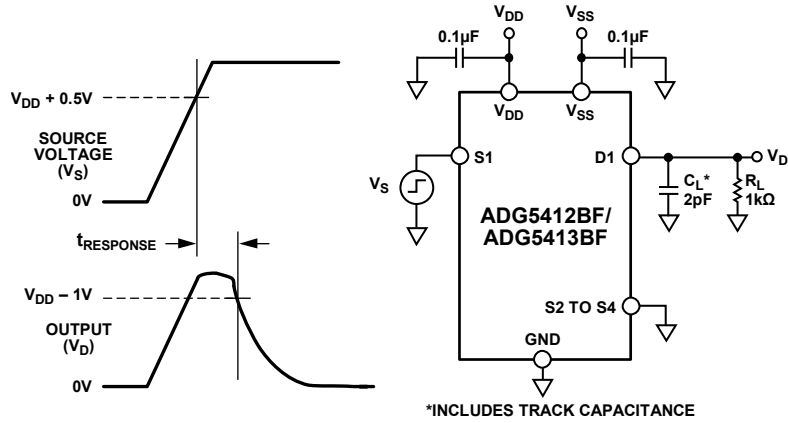 V_DD + 0.5V
SOURCE
VOLTAGE
(V_S)
0V
t_RESPONSE
V_DD – 1V
OUTPUT
(V_D)
0V
V_DD
V_SS
0.1µF
0.1µF
V_DD
V_SS
S1
D1
V_D
V_S
C_L*
2pF
R_L
1kΩ
ADG5412BF/
ADG5413BF
S2 TO S4
GND
*INCLUDES TRACK CAPACITANCE